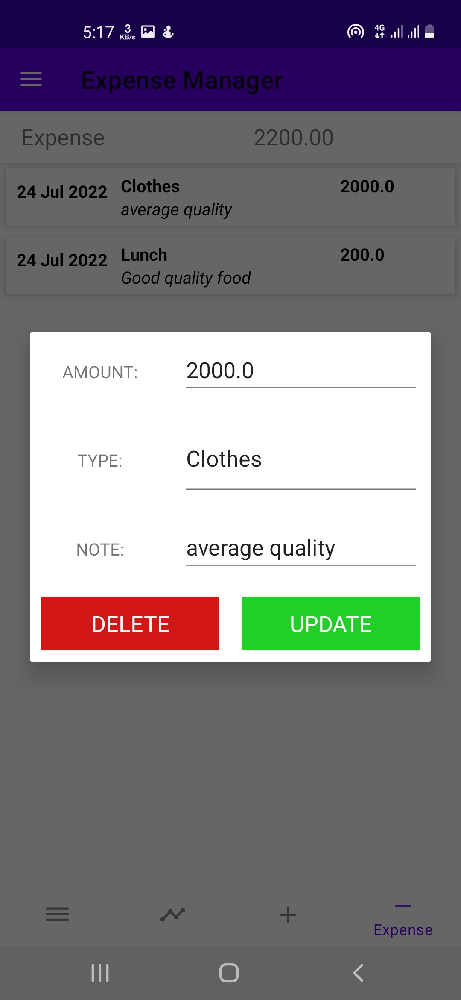 5:17 3 KB/s 4G
Expense Manager
Expense 2200.00
24 Jul 2022 Clothes 2000.0
average quality
24 Jul 2022 Lunch 200.0
Good quality food
AMOUNT: 2000.0
TYPE: Clothes
NOTE: average quality
DELETE UPDATE
Expense